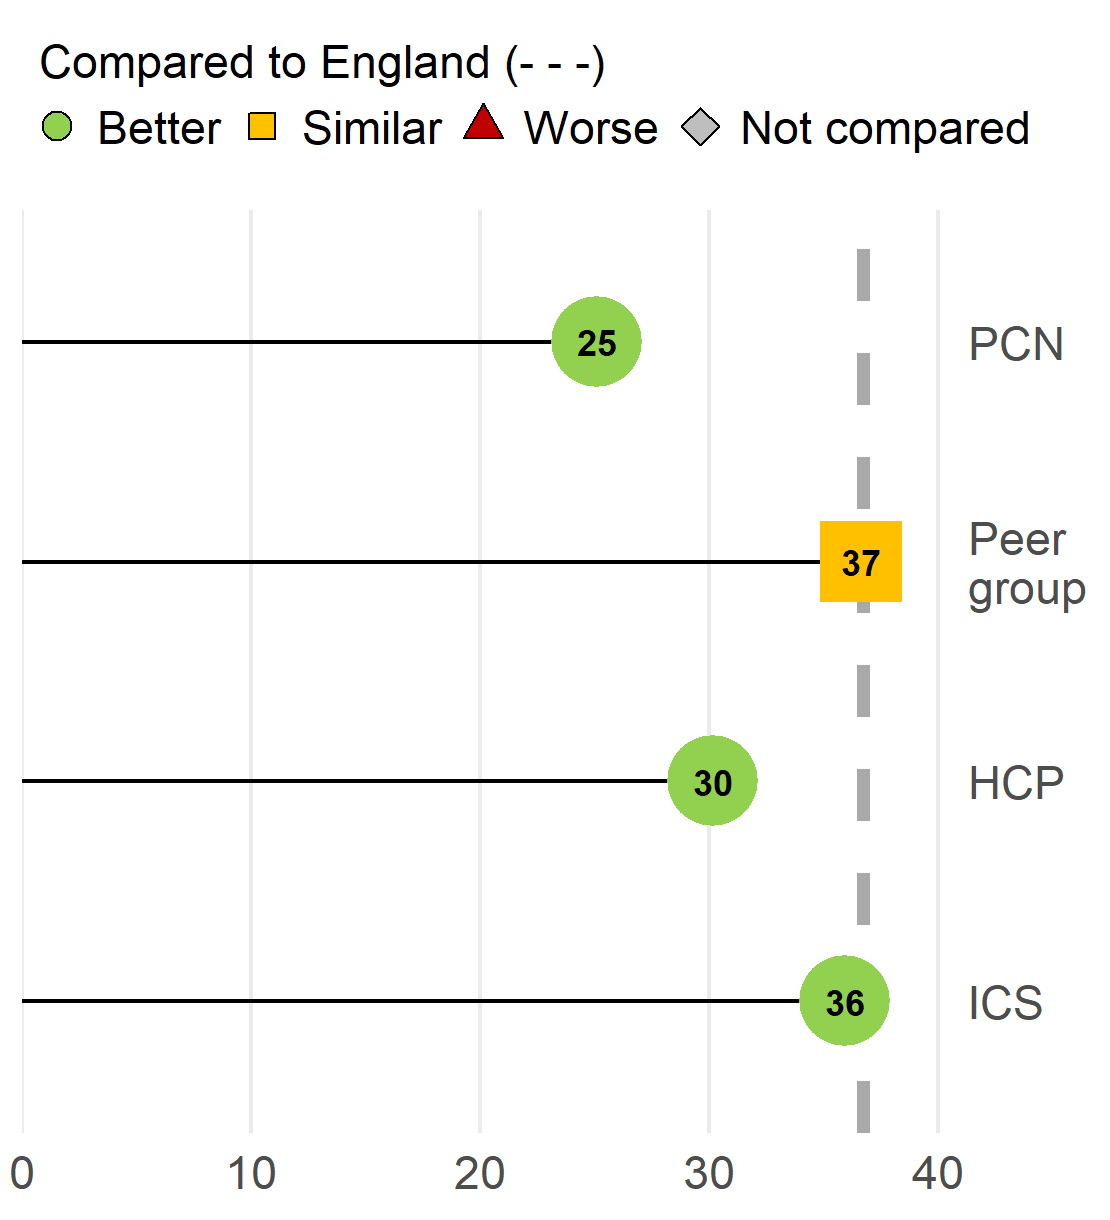 Compared to England (- - -)
Better Similar Worse Not compared
25 PCN
37 Peer
group
30 HCP
36 ICS
0 10 20 30 40